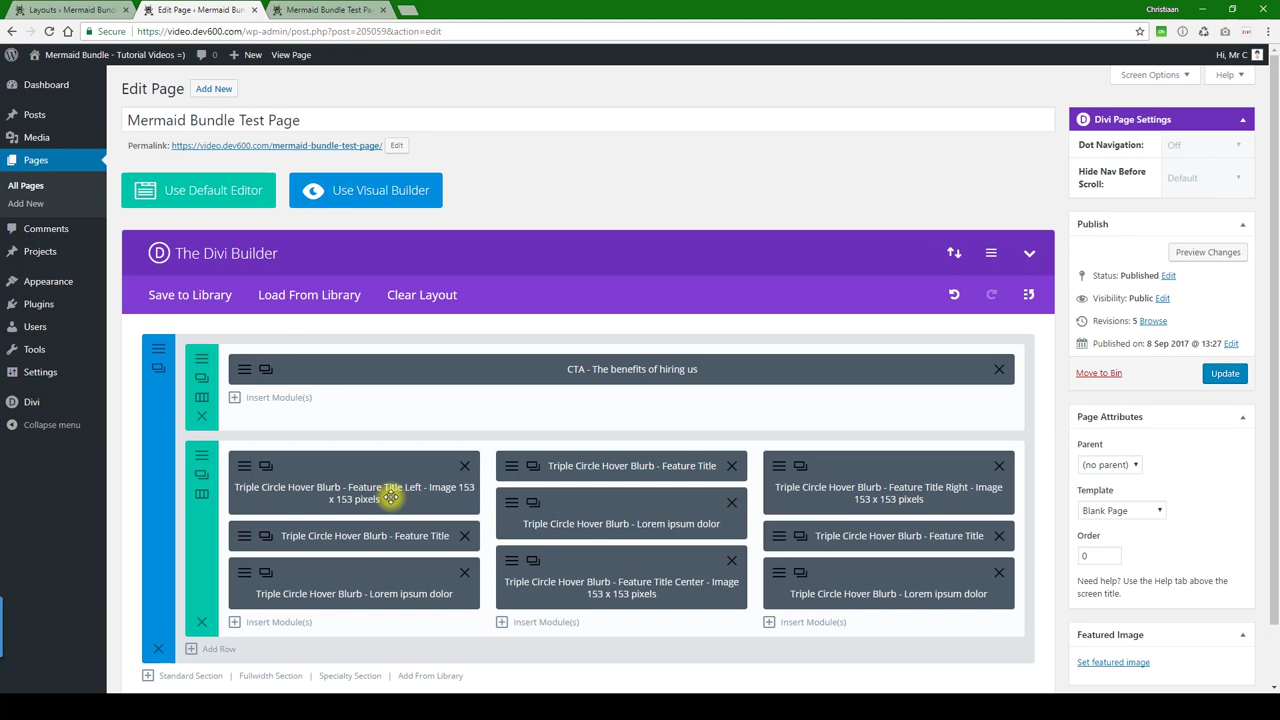 Layouts « Mermaid Bundl
Edit Page « Mermaid Bun
Mermaid Bundle Test Pa
Christiaan
Secure
https://video.dev600.com/wp-admin/post.php?post=205059&action=edit
Mermaid Bundle - Tutorial Videos =)
0
New
View Page
Hi, Mr C
Dashboard
Posts
Media
Pages
All Pages
Add New
Comments
Projects
Appearance
Plugins
Users
Tools
Settings
Divi
Collapse menu
Edit Page
Add New
Screen Options
Help
Mermaid Bundle Test Page
Permalink: https://video.dev600.com/mermaid-bundle-test-page/
Edit
Use Default Editor
Use Visual Builder
D
The Divi Builder
Save to Library
Load From Library
Clear Layout
CTA - The benefits of hiring us
Insert Module(s)
Triple Circle Hover Blurb - Feature Title Left - Image 153
x 153 pixels
Triple Circle Hover Blurb - Feature Title
Triple Circle Hover Blurb - Lorem ipsum dolor
Insert Module(s)
Triple Circle Hover Blurb - Feature Title
Triple Circle Hover Blurb - Lorem ipsum dolor
Triple Circle Hover Blurb - Feature Title Center - Image
153 x 153 pixels
Insert Module(s)
Triple Circle Hover Blurb - Feature Title Right - Image
153 x 153 pixels
Triple Circle Hover Blurb - Feature Title
Triple Circle Hover Blurb - Lorem ipsum dolor
Insert Module(s)
Add Row
Standard Section | Fullwidth Section | Specialty Section | Add From Library
D
Divi Page Settings
Dot Navigation:
Off
Hide Nav Before
Scroll:
Default
Publish
Preview Changes
Status: Published Edit
Visibility: Public Edit
Revisions: 5 Browse
Published on: 8 Sep 2017 @ 13:27 Edit
Move to Bin
Update
Page Attributes
Parent
(no parent)
Template
Blank Page
Order
0
Need help? Use the Help tab above the
screen title.
Featured Image
Set featured image